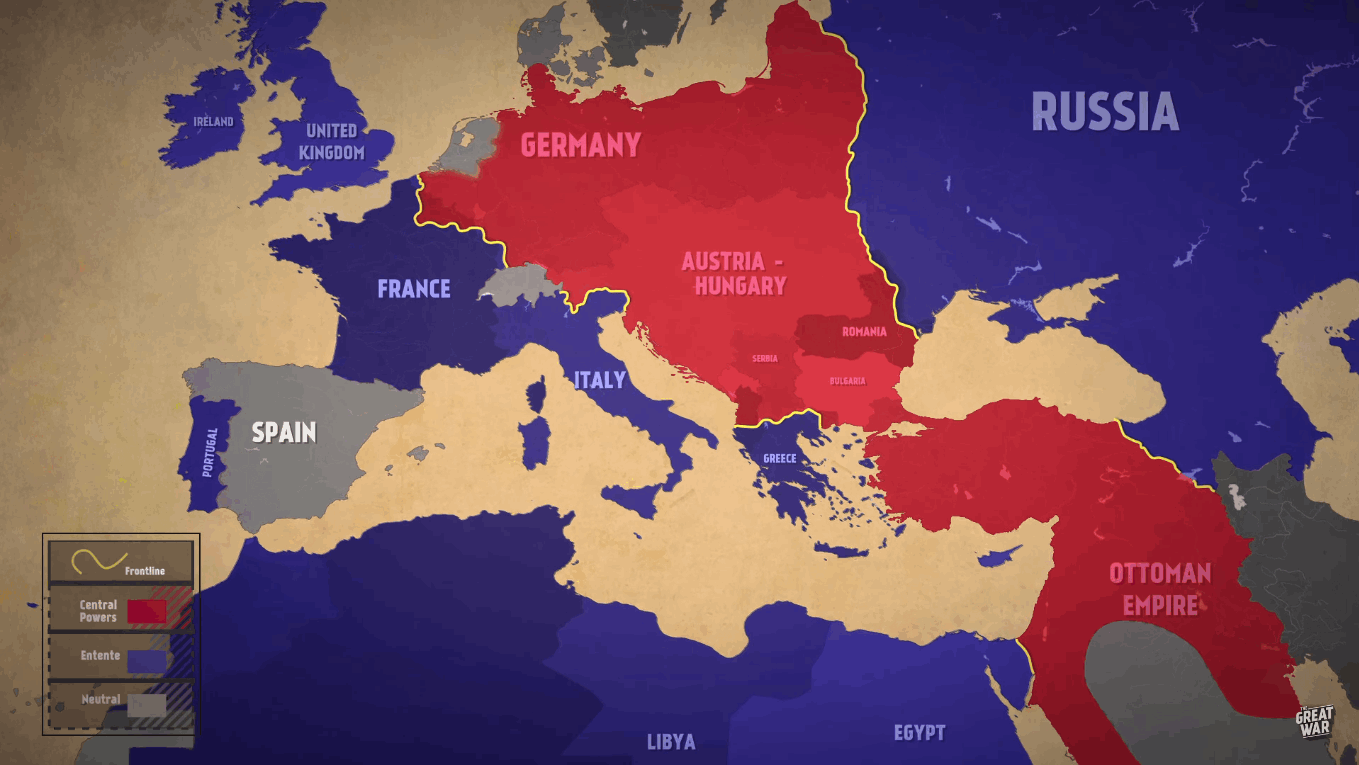 RUSSIA
IRELAND
UNITED
KINGDOM
GERMANY
AUSTRIA -
HUNGARY
FRANCE
ROMANIA
SERBIA
BULGARIA
ITALY
SPAIN
PORTUGAL
GREECE
OTTOMAN
EMPIRE
LIBYA
EGYPT
Frontline
Central
Powers
Entente
Neutral
THE
GREAT
WAR